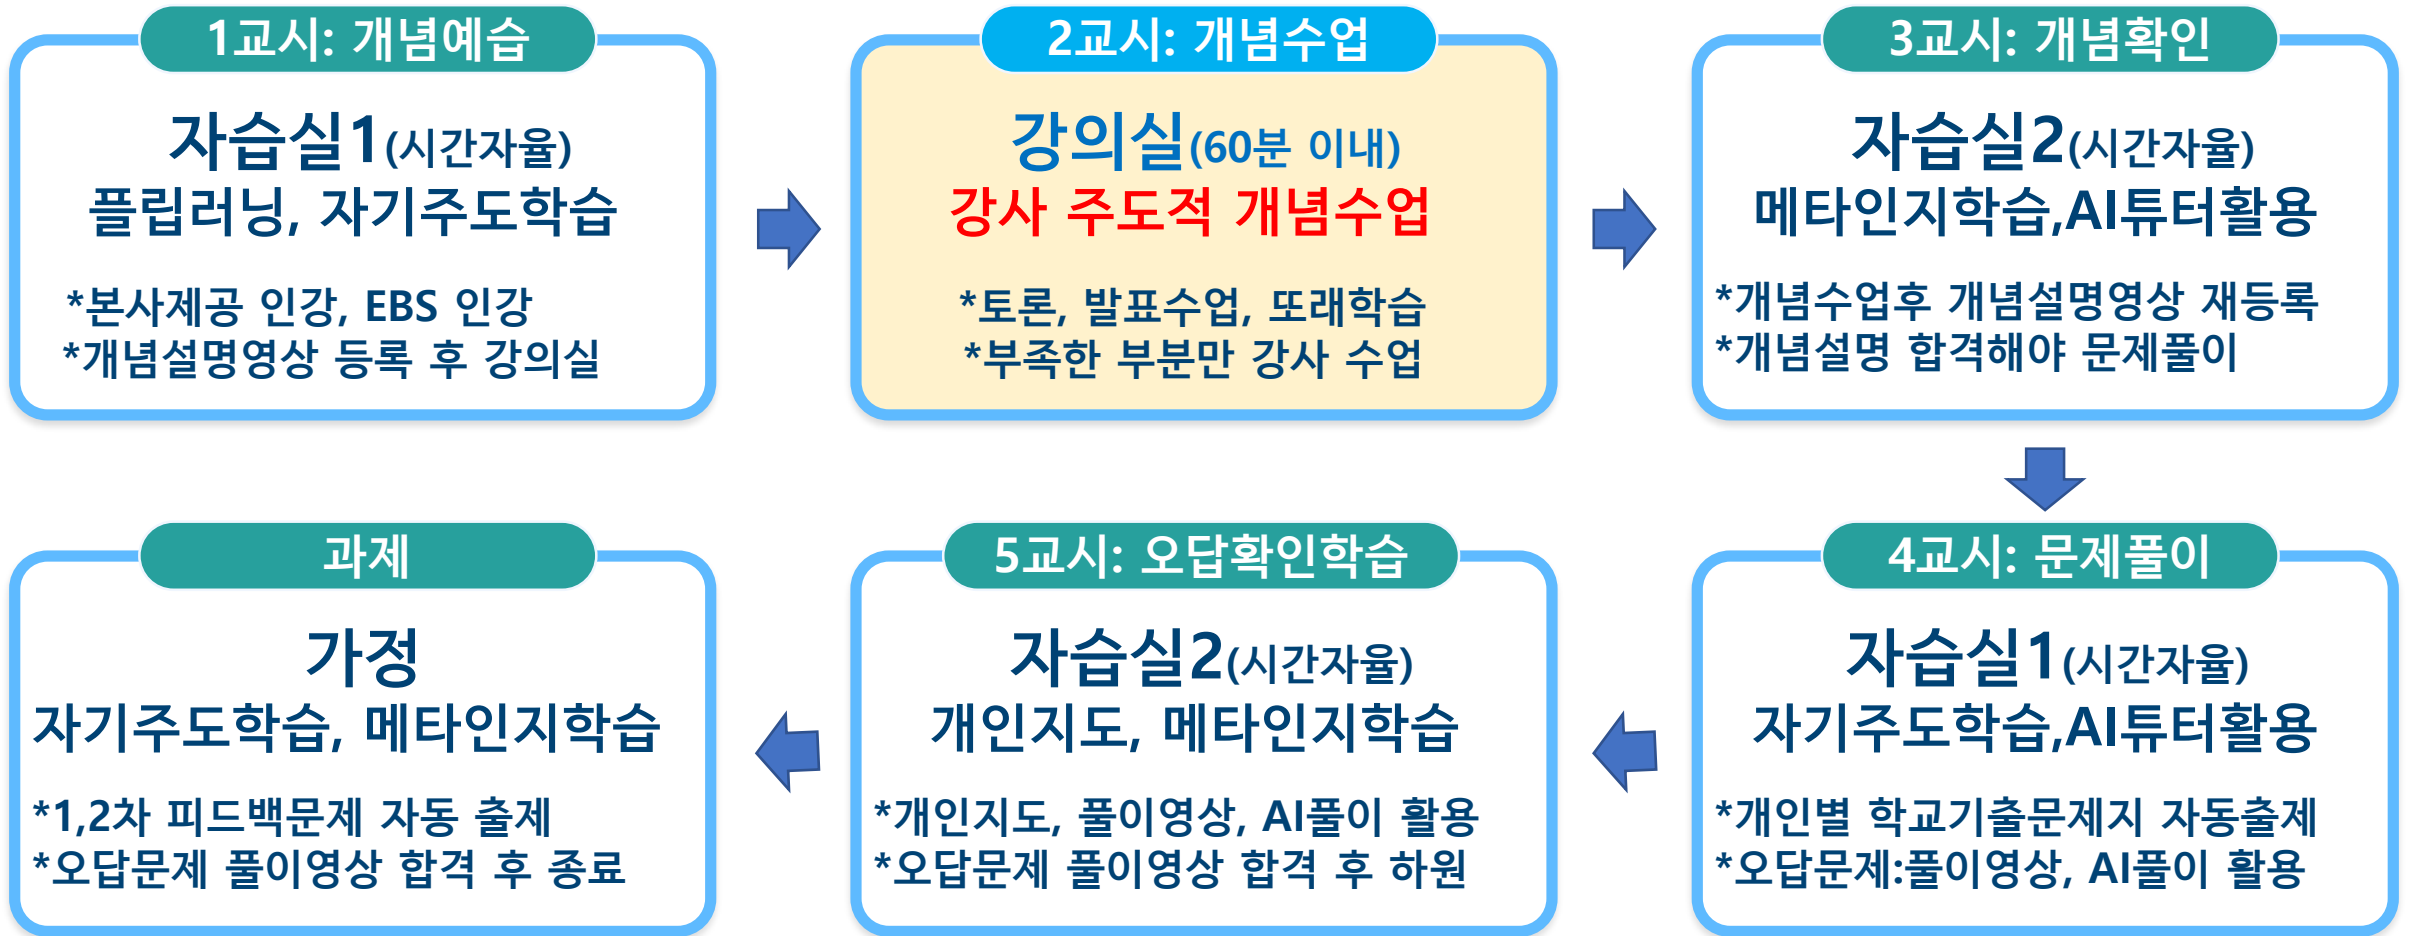 1교시: 개념예습
자습실1(시간자율)
플립러닝, 자기주도학습
*본사제공 인강, EBS 인강
*개념설명영상 등록 후 강의실
2교시: 개념수업
강의실(60분 이내)
강사 주도적 개념수업
*토론, 발표수업, 또래학습
*부족한 부분만 강사 수업
3교시: 개념확인
자습실2(시간자율)
메타인지학습,AI튜터활용
*개념수업후 개념설명영상 재등록
*개념설명 합격해야 문제풀이
4교시: 문제풀이
자습실1(시간자율)
자기주도학습,AI튜터활용
*개인별 학교기출문제지 자동출제
*오답문제:풀이영상, AI풀이 활용
5교시: 오답확인학습
자습실2(시간자율)
개인지도, 메타인지학습
*개인지도, 풀이영상, AI풀이 활용
*오답문제 풀이영상 합격 후 하원
과제
가정
자기주도학습, 메타인지학습
*1,2차 피드백문제 자동 출제
*오답문제 풀이영상 합격 후 종료